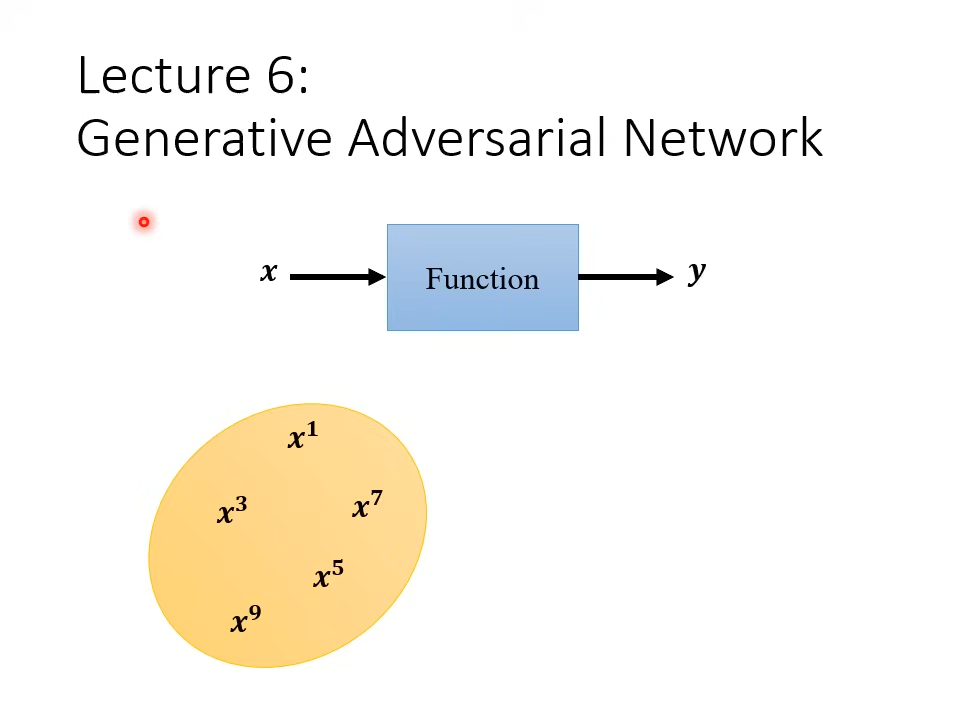 Lecture 6:
Generative Adversarial Network
x
Function
y
x¹
x³
x⁷
x⁵
x⁹